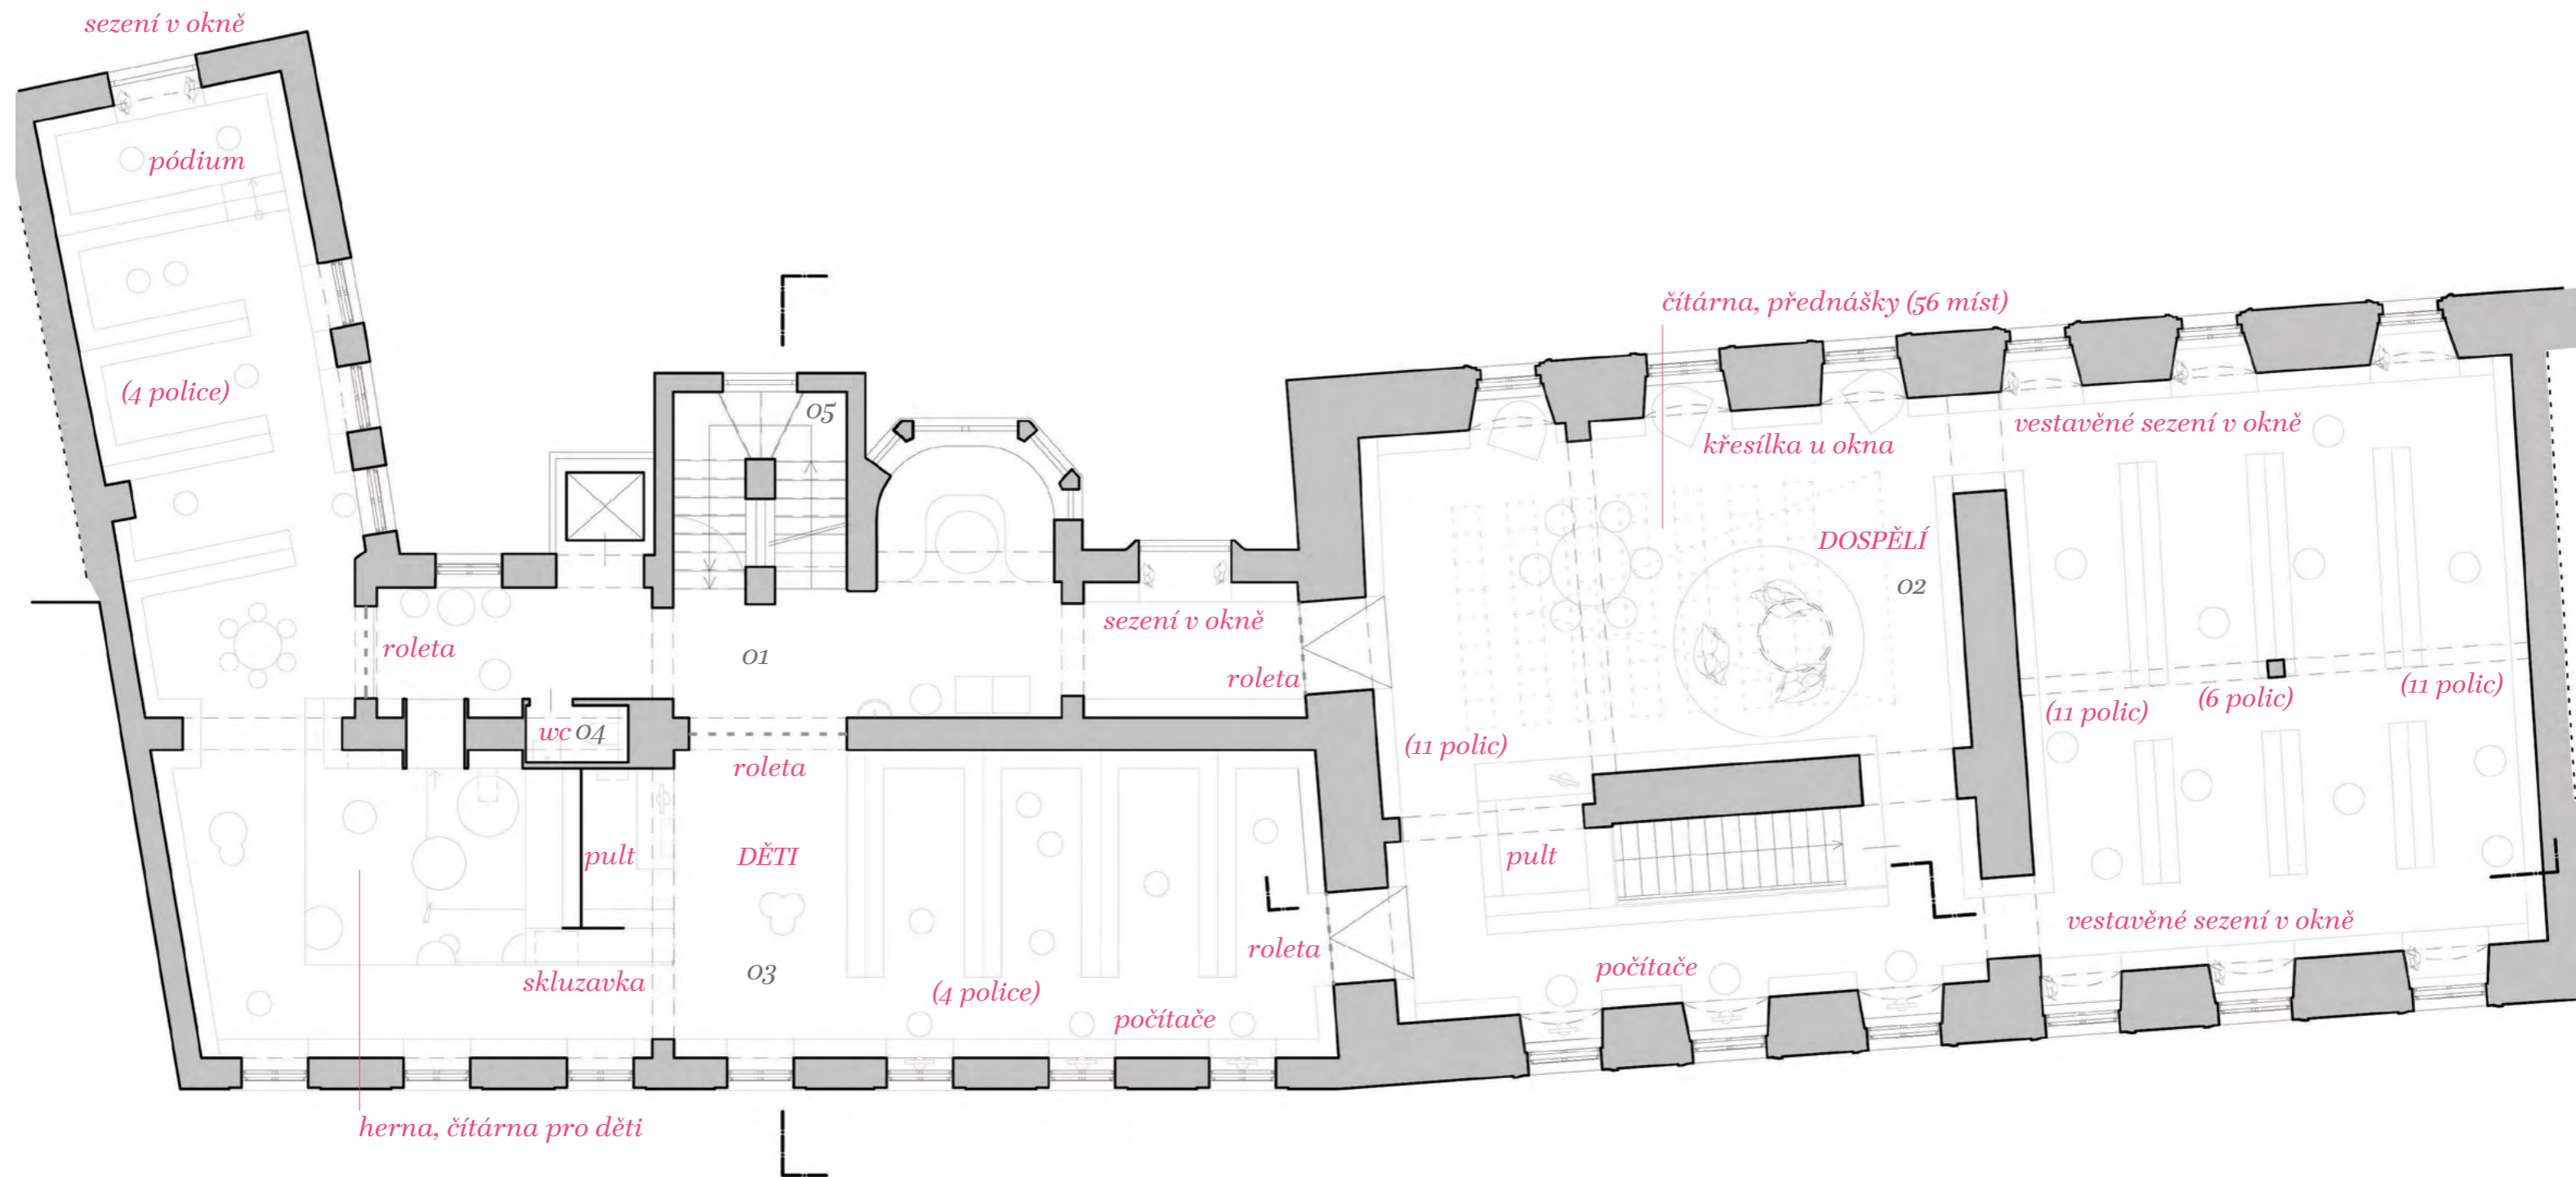 sezení v okně
pódium
čítárna, přednášky (56 míst)
(4 police)
05
vestavěné sezení v okně
křesílka u okna
DOSPĚLÍ
02
sezení v okně
roleta
01
roleta
(11 polic)
(6 polic)
(11 polic)
wc 04
(11 polic)
roleta
pult
DĚTI
pult
vestavěné sezení v okně
roleta
počítače
03
skluzavka
(4 police)
počítače
herna, čítárna pro děti